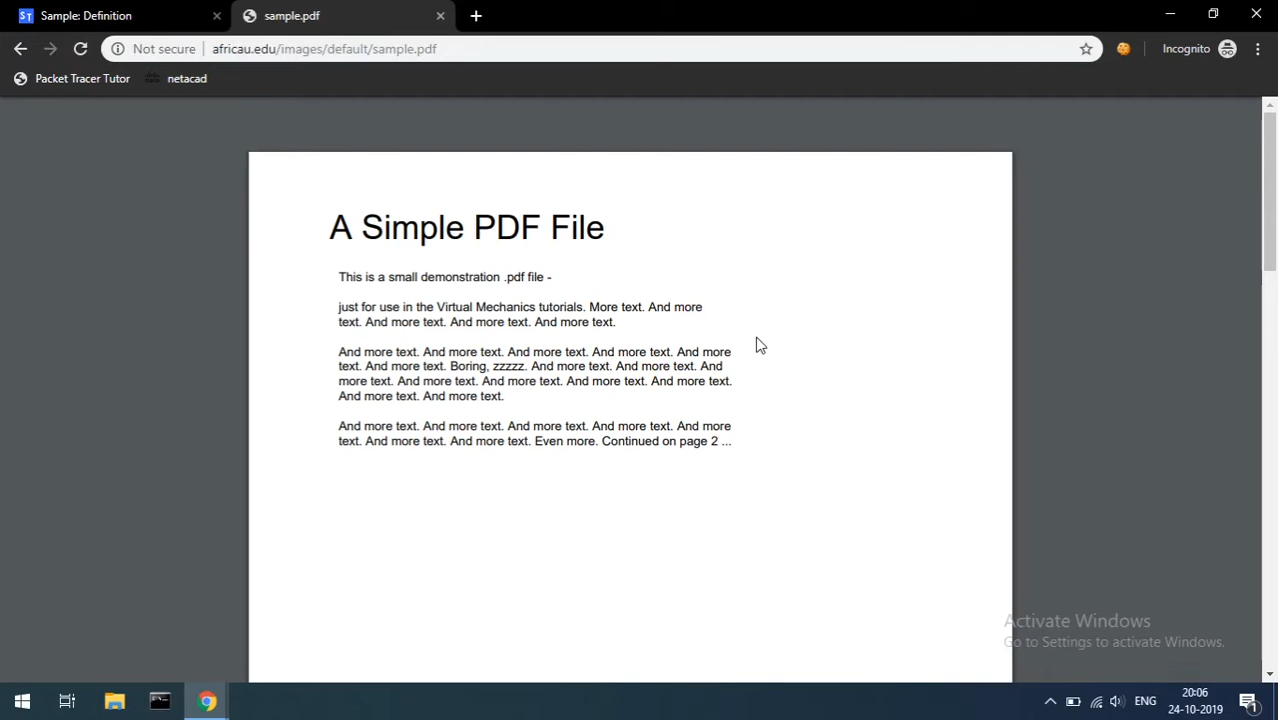 Sample: Definition
sample.pdf
Not secure
africau.edu/images/default/sample.pdf
Incognito
Packet Tracer Tutor
netacad
A Simple PDF File
This is a small demonstration .pdf file -
just for use in the Virtual Mechanics tutorials. More text. And more
text. And more text. And more text. And more text.
And more text. And more text. And more text. And more text. And more
text. And more text. Boring, zzzzz. And more text. And more text. And
more text. And more text. And more text. And more text. And more text.
And more text. And more text.
And more text. And more text. And more text. And more text. And more
text. And more text. And more text. Even more. Continued on page 2 ...
Activate Windows
Go to Settings to activate Windows.
ENG
20:06
24-10-2019
1